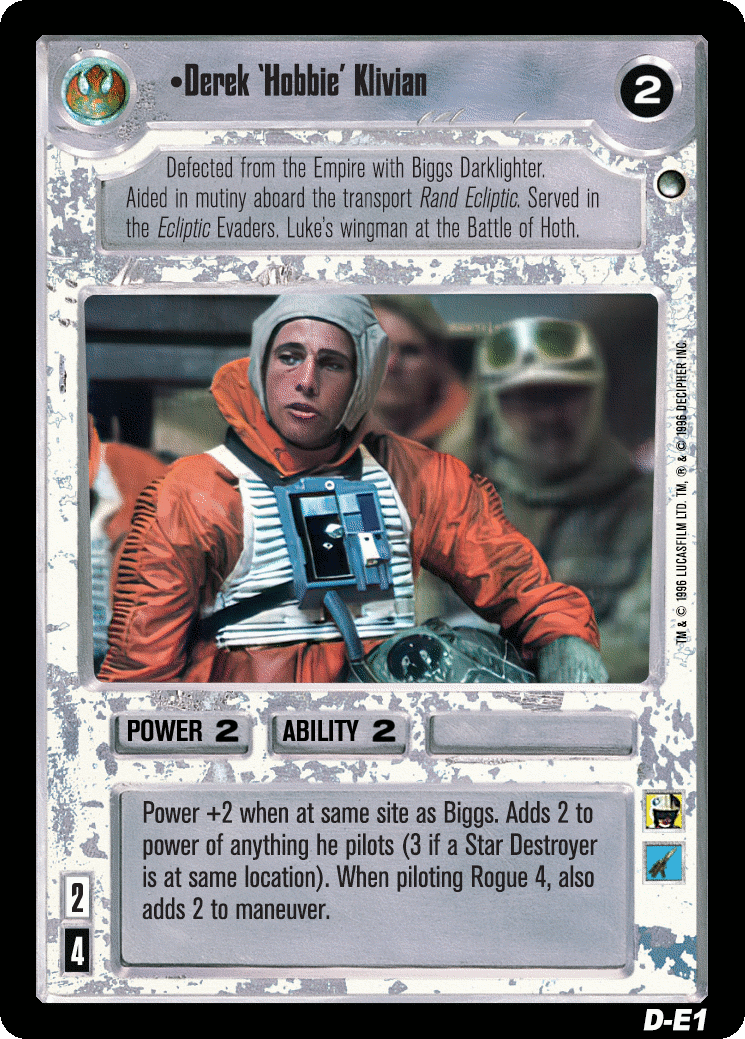 •Derek ‘Hobbie’ Klivian
2
Defected from the Empire with Biggs Darklighter.
Aided in mutiny aboard the transport Rand Ecliptic. Served in
the Ecliptic Evaders. Luke’s wingman at the Battle of Hoth.
TM & © 1996 LUCASFILM LTD. TM, ® & © 1996 DECIPHER INC.
POWER 2
ABILITY 2
Power +2 when at same site as Biggs. Adds 2 to
power of anything he pilots (3 if a Star Destroyer
is at same location). When piloting Rogue 4, also
adds 2 to maneuver.
2
4
D-E1